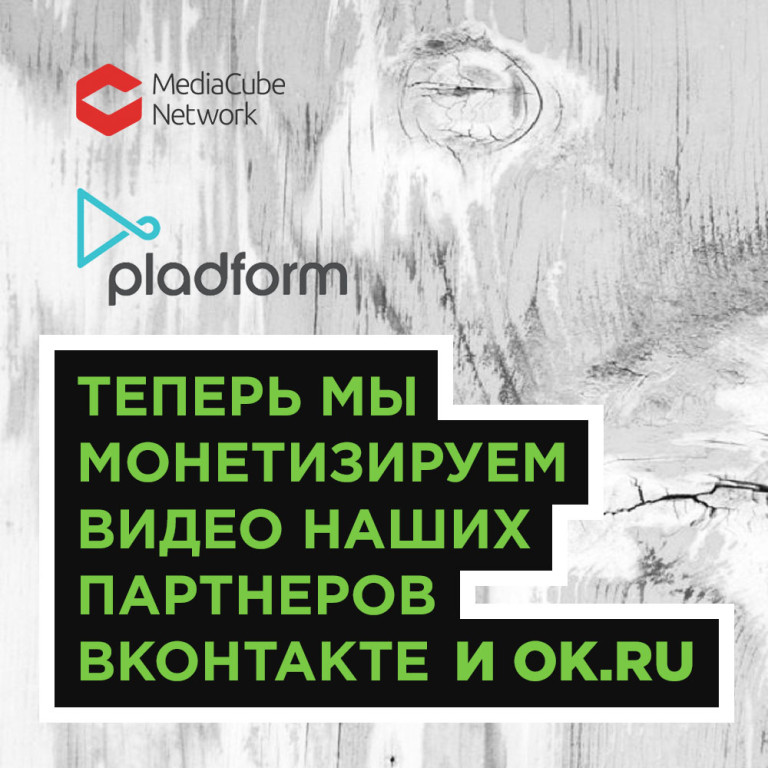 MediaCube
Network
pladform
ТЕПЕРЬ МЫ
МОНЕТИЗИРУЕМ
ВИДЕО НАШИХ
ПАРТНЕРОВ
ВКОНТАКТЕ И OK.RU